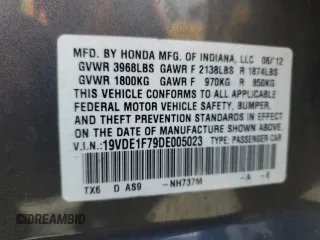 MFD. BY HONDA MFG. OF INDIANA, LLC 06/12
GVWR 3968LBS GAWR F 2138LBS R 1874LBS
GVWR 1800KG GAWR F 970KG R 850KG
THIS VEHICLE CONFORMS TO ALL APPLICABLE
FEDERAL MOTOR VEHICLE SAFETY, BUMPER,
AND THEFT PREVENTION STANDARDS IN EFFECT
ON THE DATE OF MANUFACTURE SHOWN ABOVE.
V.I.N.: 19VDE1F79DE005023 TYPE: PASSENGER CAR
TX6 D AS9 -NH737M -A -6
© AMERIBID